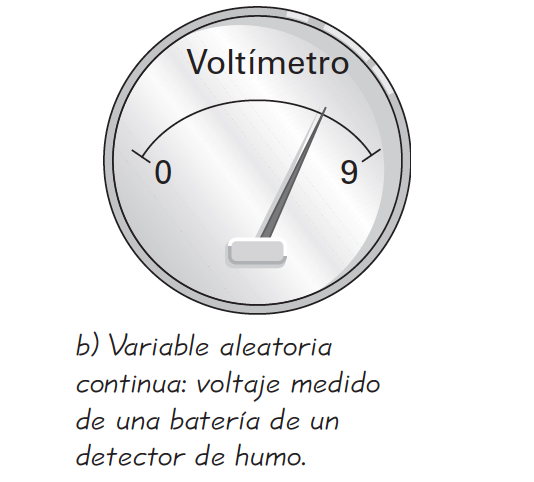 Voltímetro
0 9
b) Variable aleatoria
continua: voltaje medido
de una batería de un
detector de humo.